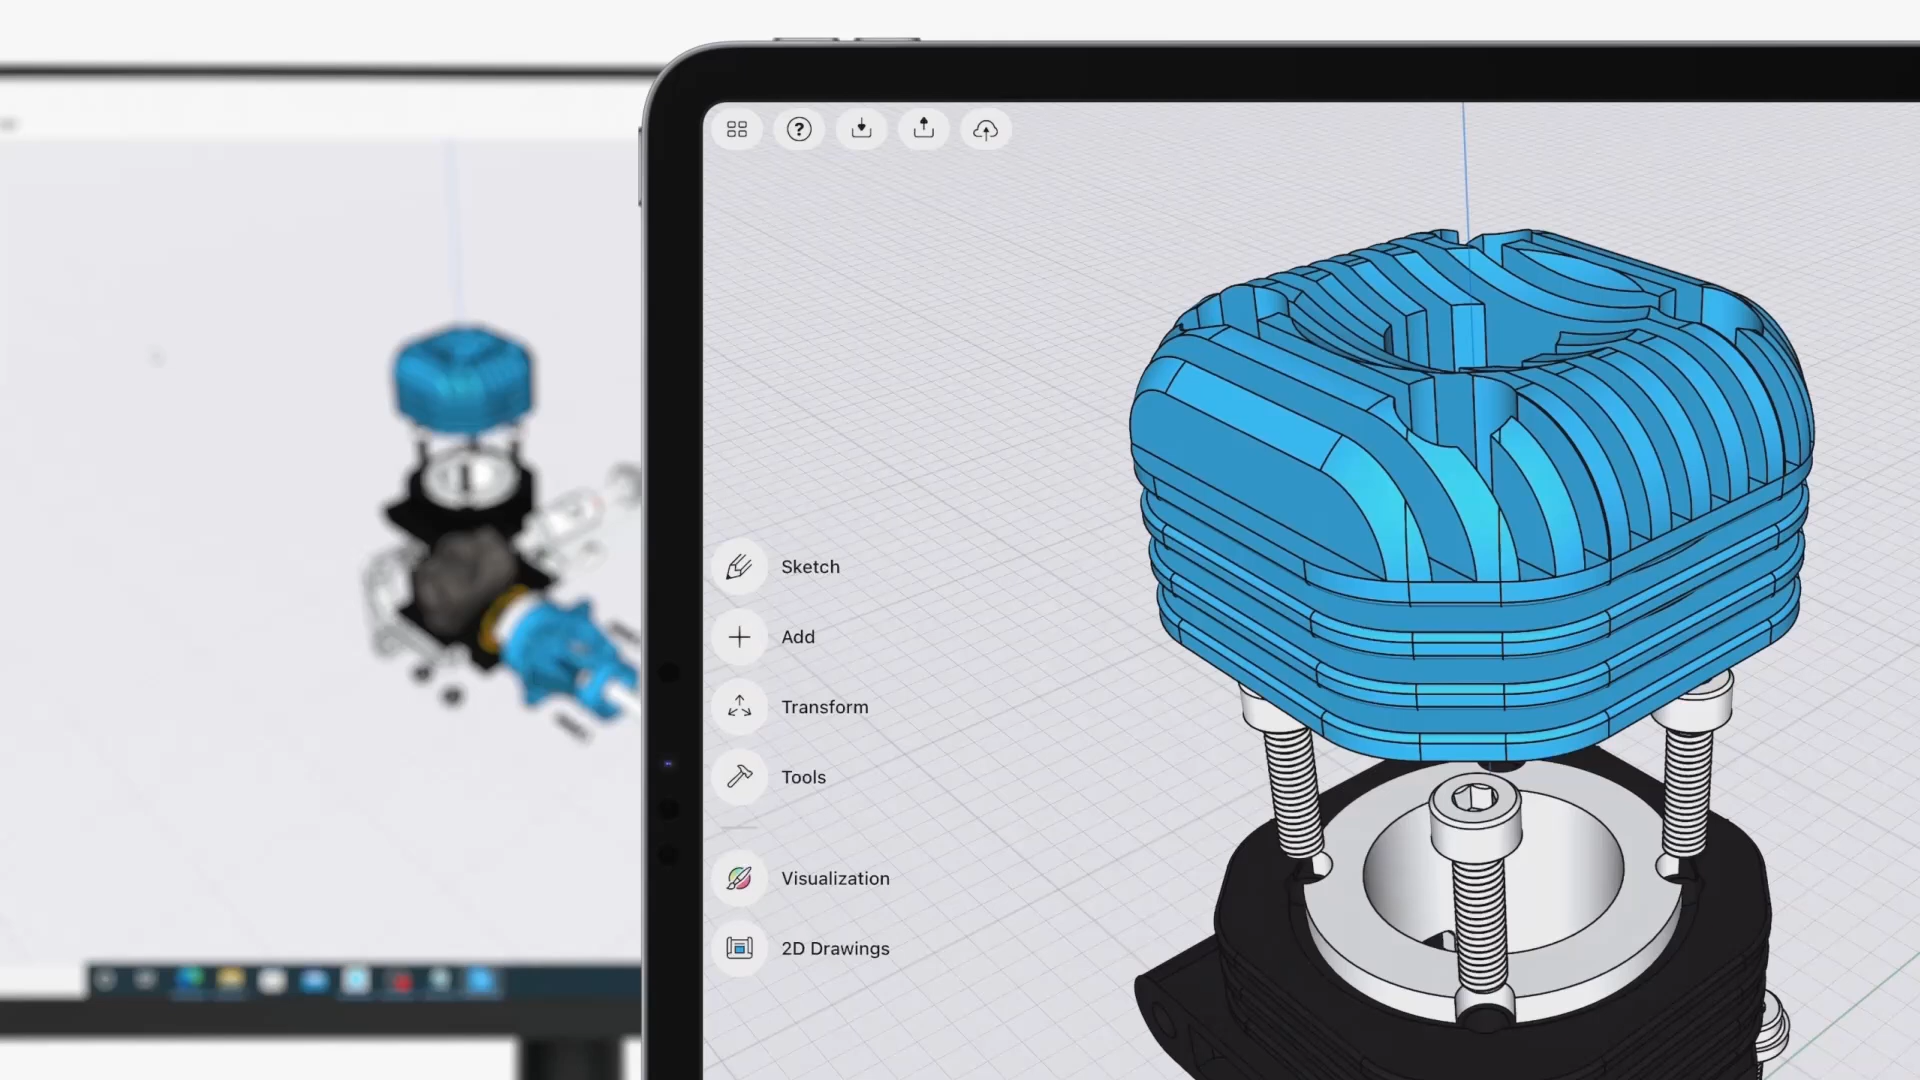 ?
Sketch
Add
Transform
Tools
Visualization
2D Drawings